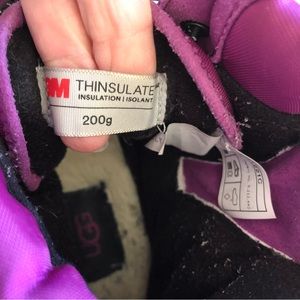 3M THINSULATE
INSULATION | ISOLANT
200g
UGG